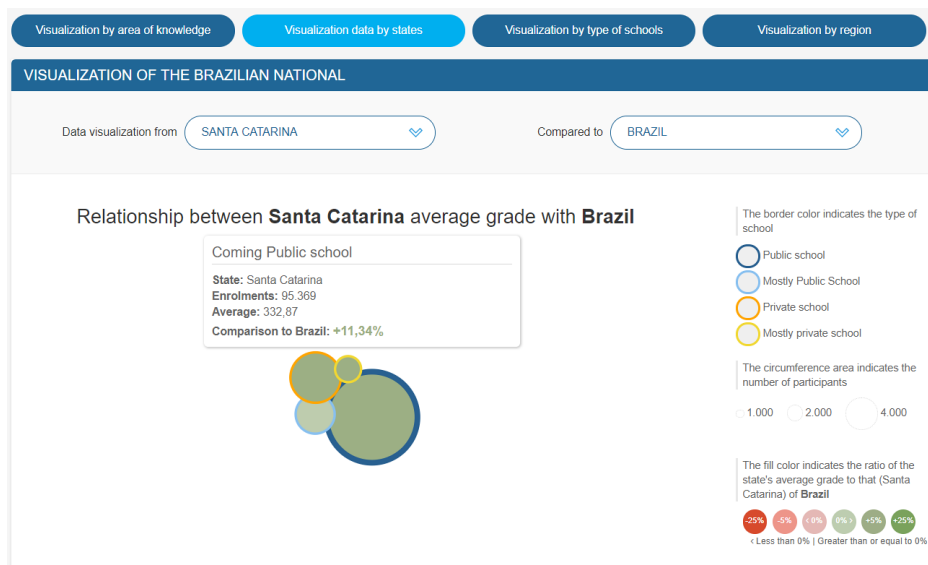 Visualization by area of knowledge
Visualization data by states
Visualization by type of schools
Visualization by region
VISUALIZATION OF THE BRAZILIAN NATIONAL
Data visualization from
SANTA CATARINA
Compared to
BRAZIL
Relationship between Santa Catarina average grade with Brazil
Coming Public school
State: Santa Catarina
Enrolments: 95.369
Average: 332,87
Comparison to Brazil: +11,34%
The border color indicates the type of
school
Public school
Mostly Public School
Private school
Mostly private school
The circumference area indicates the
number of participants
1.000
2.000
4.000
The fill color indicates the ratio of the
state's average grade to that (Santa
Catarina) of Brazil
-25%
-5%
< 0%
0% >
+5%
+25%
< Less than 0% | Greater than or equal to 0%